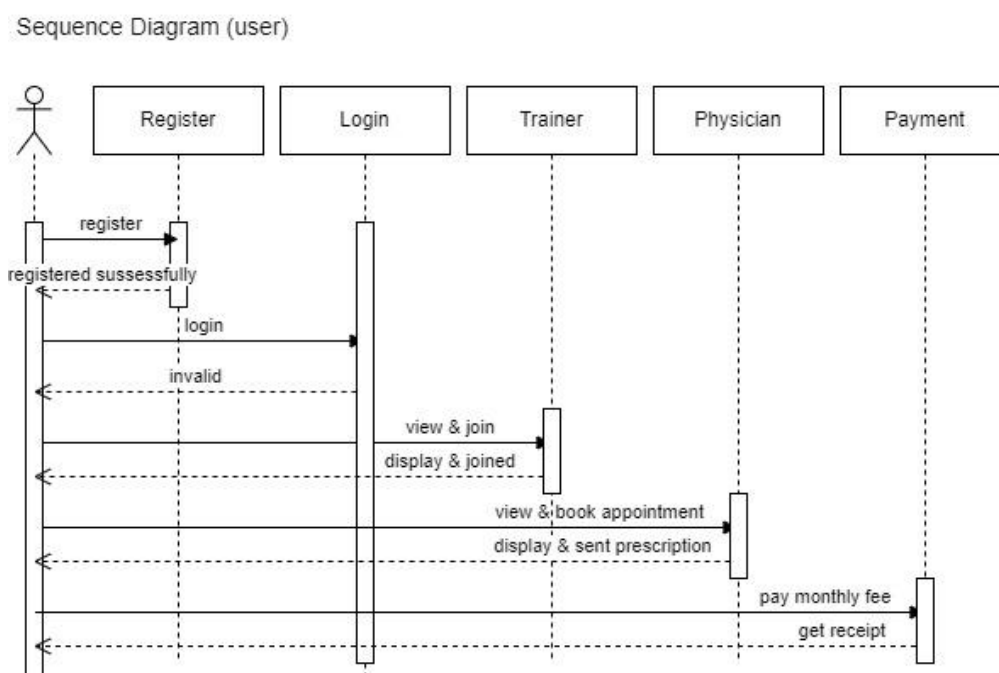 Sequence Diagram (user)
Register
Login
Trainer
Physician
Payment
register
registered sussessfully
login
invalid
view & join
display & joined
view & book appointment
display & sent prescription
pay monthly fee
get receipt